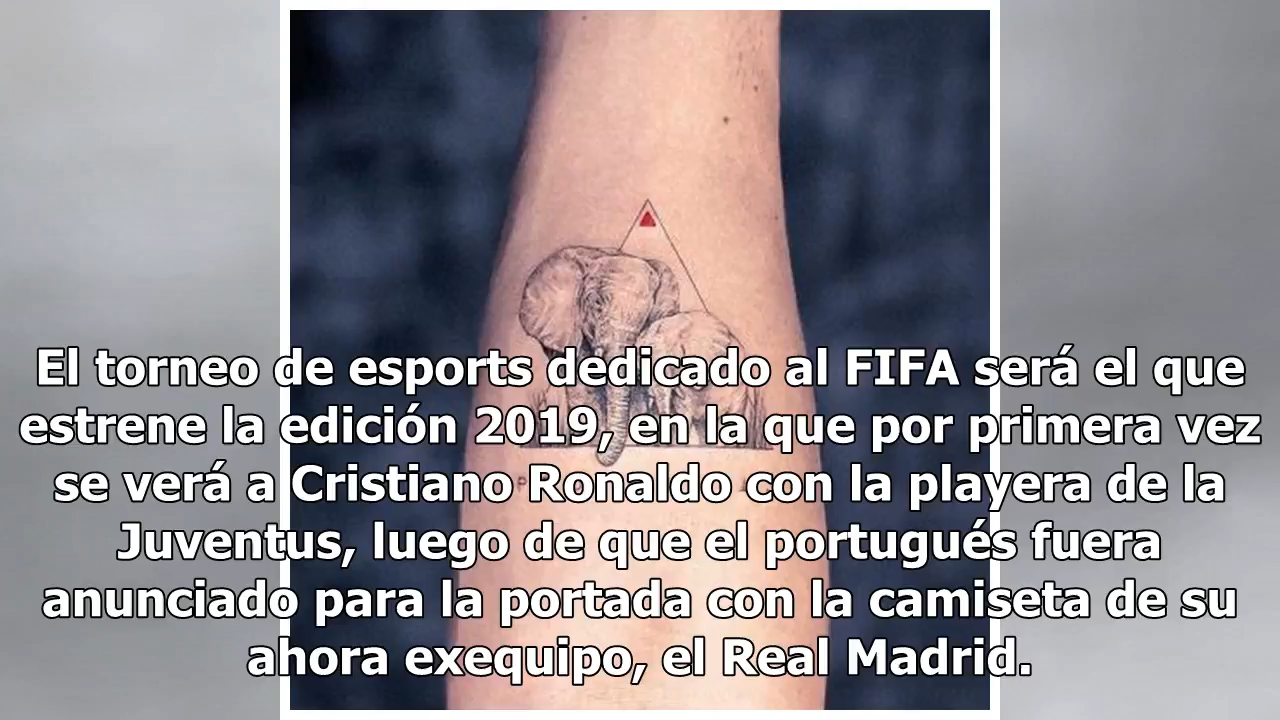 El torneo de esports dedicado al FIFA será el que
estrene la edición 2019, en la que por primera vez
se verá a Cristiano Ronaldo con la playera de la
Juventus, luego de que el portugués fuera
anunciado para la portada con la camiseta de su
ahora exequipo, el Real Madrid.